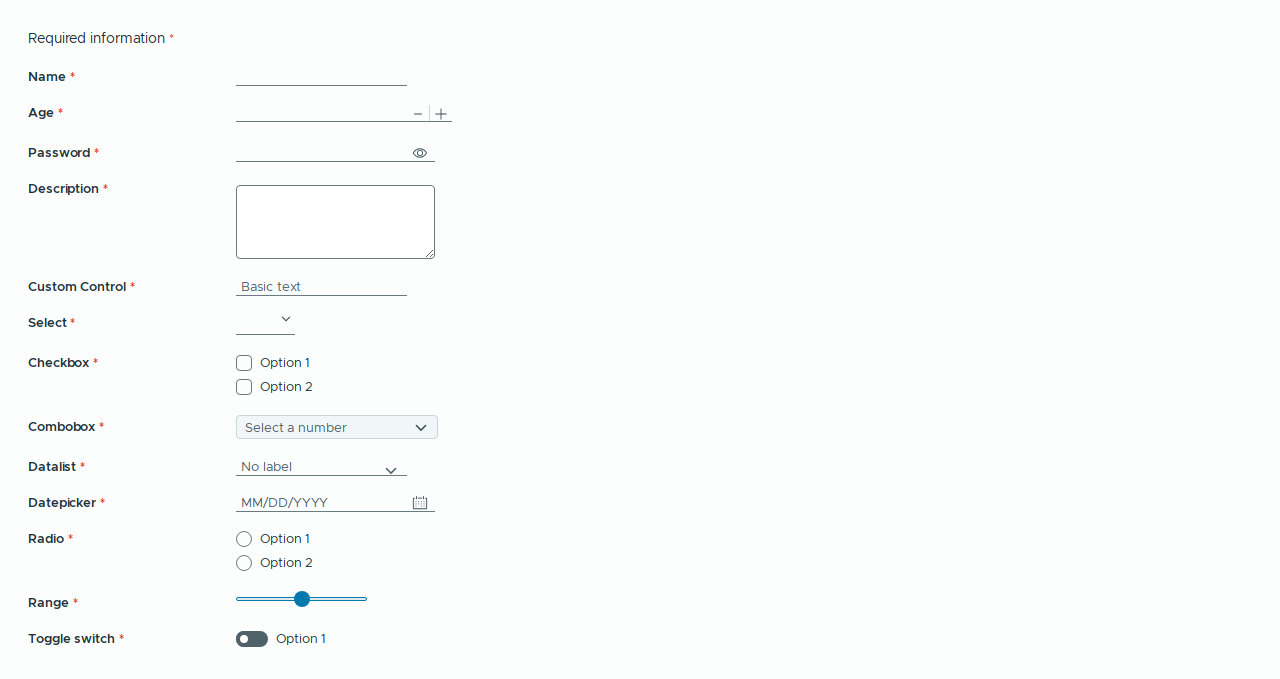 Required information *
Name *
Age *
Password *
Description *
Custom Control * Basic text
Select *
Checkbox * Option 1
Option 2
Combobox * Select a number
Datalist * No label
Datepicker * MM/DD/YYYY
Radio * Option 1
Option 2
Range *
Toggle switch * Option 1